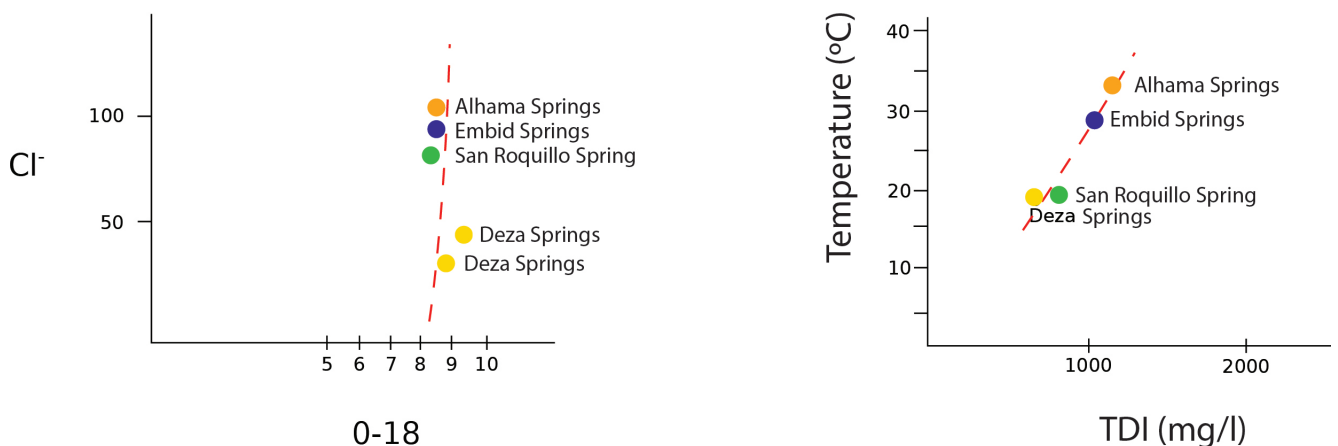 100
50
Cl-
Alhama Springs
Embid Springs
San Roquillo Spring
Deza Springs
Deza Springs
5 6 7 8 9 10
0-18
Temperature (ºC)
40
30
20
10
Alhama Springs
Embid Springs
San Roquillo Spring
Deza Springs
1000 2000
TDI (mg/l)